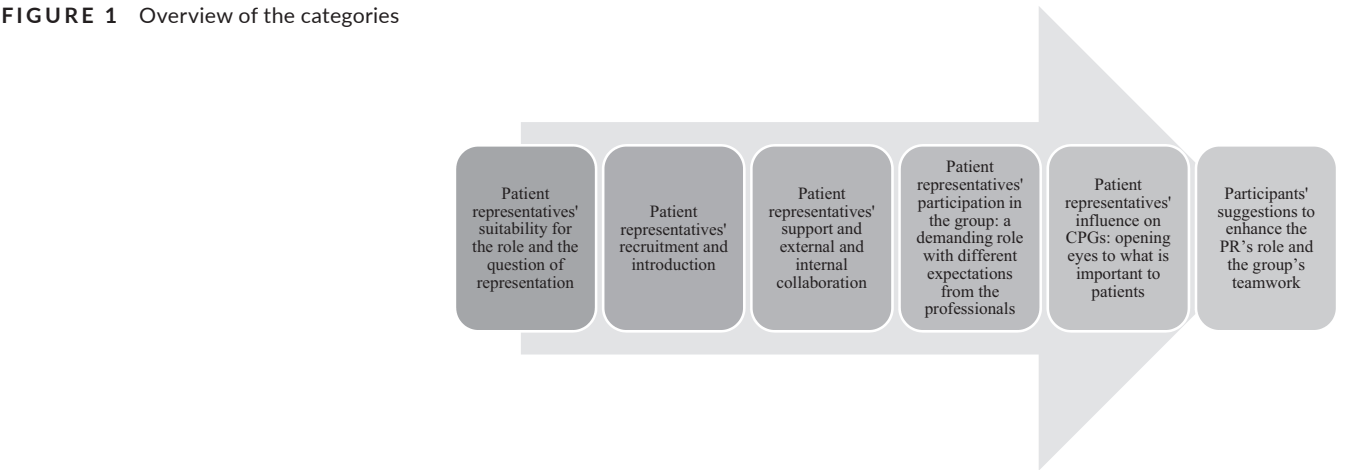 FIGURE 1 Overview of the categories
Patient
representatives'
suitability for
the role and the
question of
representation
Patient
representatives'
recruitment and
introduction
Patient
representatives'
support and
external and
internal
collaboration
Patient
representatives'
participation in
the group: a
demanding role
with different
expectations
from the
professionals
Patient
representatives'
influence on
CPGs: opening
eyes to what is
important to
patients
Participants'
suggestions to
enhance the
PR’s role and
the group’s
teamwork